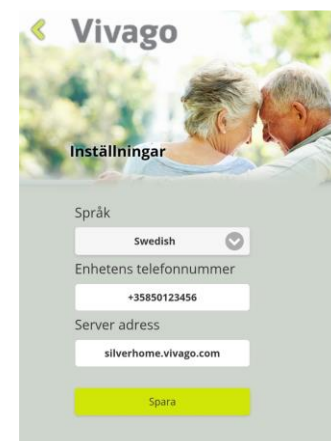 Vivago
Inställningar
Språk
Swedish
Enhetens telefonnummer
+35850123456
Server adress
silverhome.vivago.com
Spara